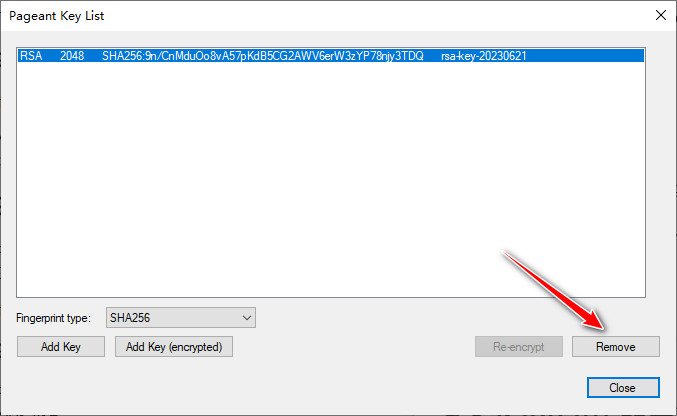 Pageant Key List
RSA 2048 SHA256:9n/CnMduOo8vA57pKdB5CG2AWV6erW3zYP78njy3TDQ rsa-key-20230621
Fingerprint type: SHA256
Add Key Add Key (encrypted) Re-encrypt Remove
Close